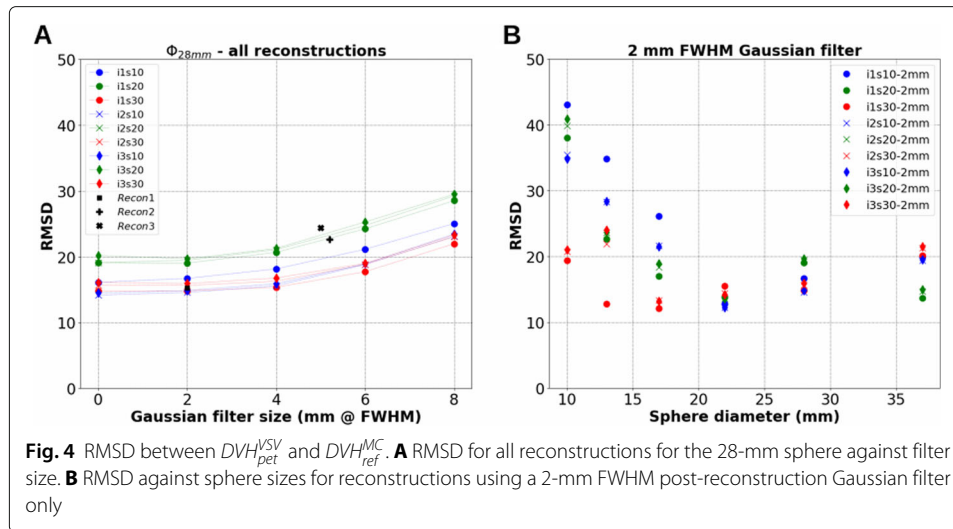 A
Φ28mm - all reconstructions
50
40
30
20
10
0
RMSD
i1s10
i1s20
i1s30
i2s10
i2s20
i2s30
i3s10
i3s20
i3s30
Recon1
Recon2
Recon3
0 2 4 6 8
Gaussian filter size (mm @ FWHM)
B
2 mm FWHM Gaussian filter
50
40
30
20
10
0
RMSD
i1s10-2mm
i1s20-2mm
i1s30-2mm
i2s10-2mm
i2s20-2mm
i2s30-2mm
i3s10-2mm
i3s20-2mm
i3s30-2mm
10 15 20 25 30 35
Sphere diameter (mm)
Fig. 4 RMSD between DVH^VSV_pet and DVH^MC_ref. A RMSD for all reconstructions for the 28-mm sphere against filter
size. B RMSD against sphere sizes for reconstructions using a 2-mm FWHM post-reconstruction Gaussian filter
only